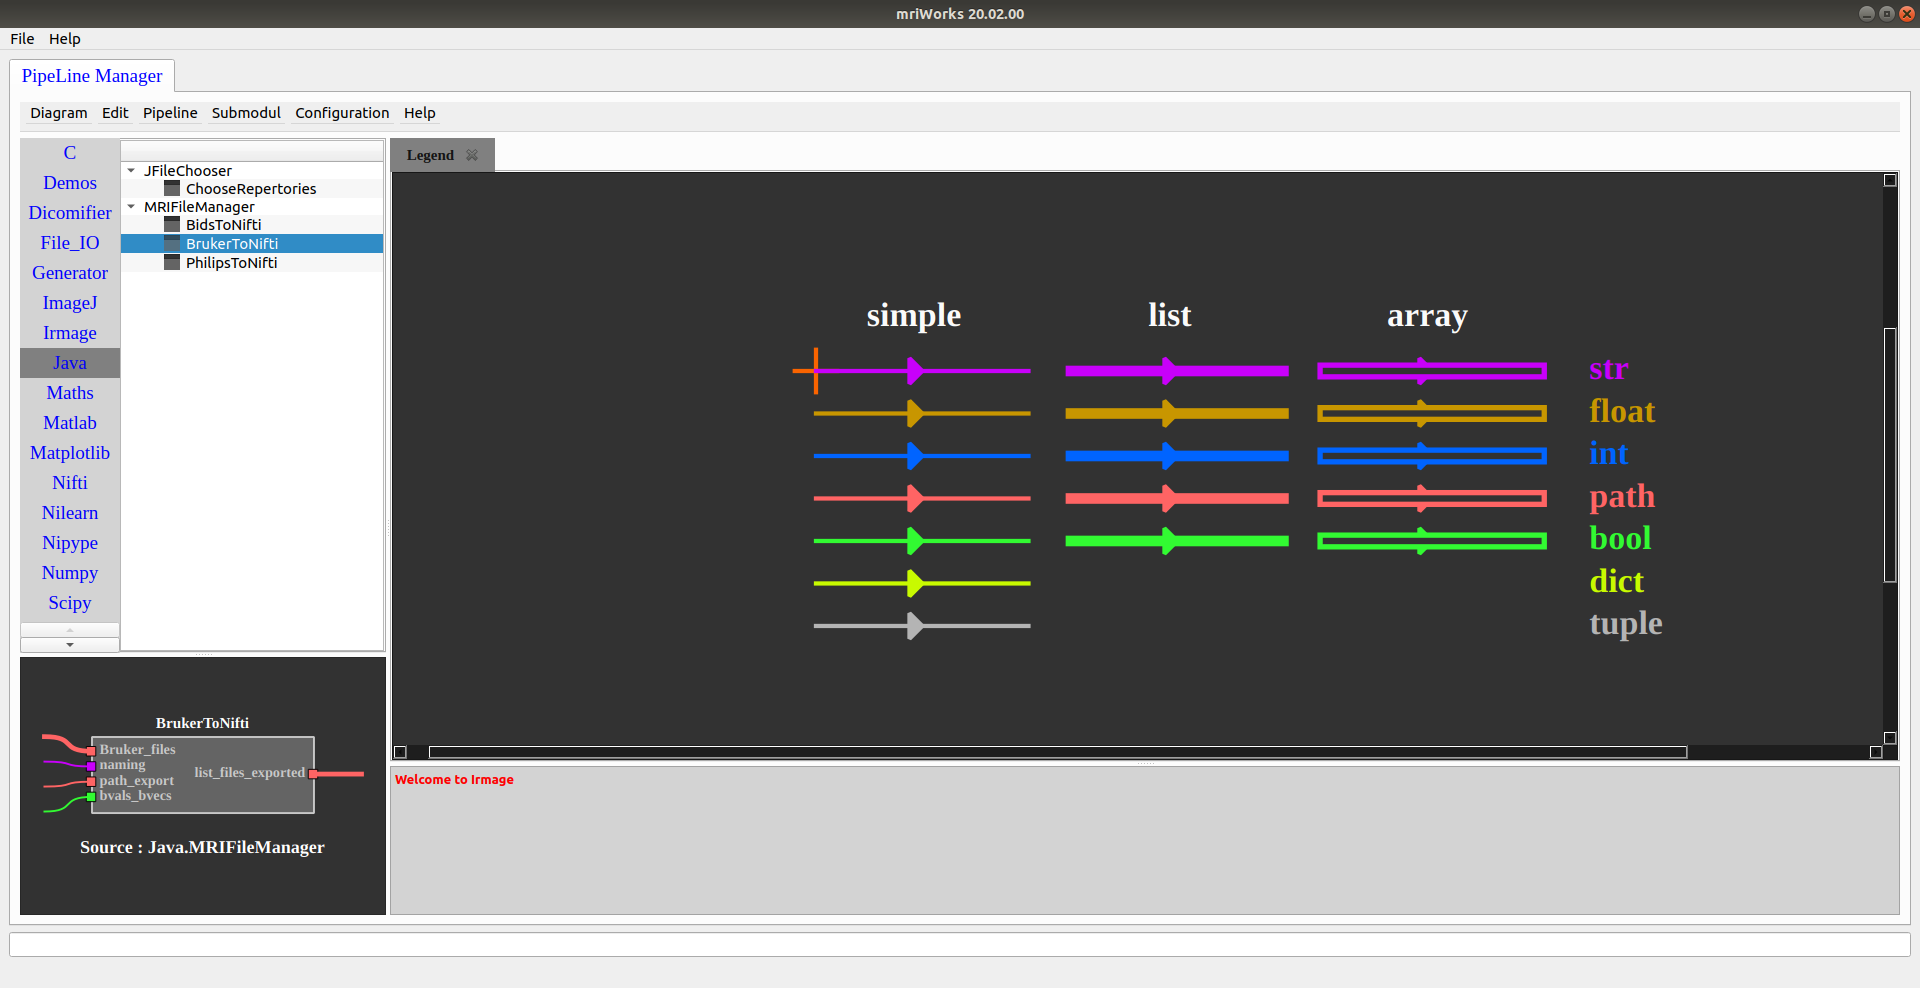 mriWorks 20.02.00
File Help
PipeLine Manager
Diagram Edit Pipeline Submodul Configuration Help
C
Demos
Dicomifier
File_IO
Generator
ImageJ
Irmage
Java
Maths
Matlab
Matplotlib
Nifti
Nilearn
Nipype
Numpy
Scipy
JFileChooser
ChooseRepertories
MRIFileManager
BidsToNifti
BrukerToNifti
PhilipsToNifti
Legend
simple list array
str
float
int
path
bool
dict
tuple
BrukerToNifti
Bruker_files
naming
path_export
bvals_bvecs
list_files_exported
Source : Java.MRIFileManager
Welcome to Irmage